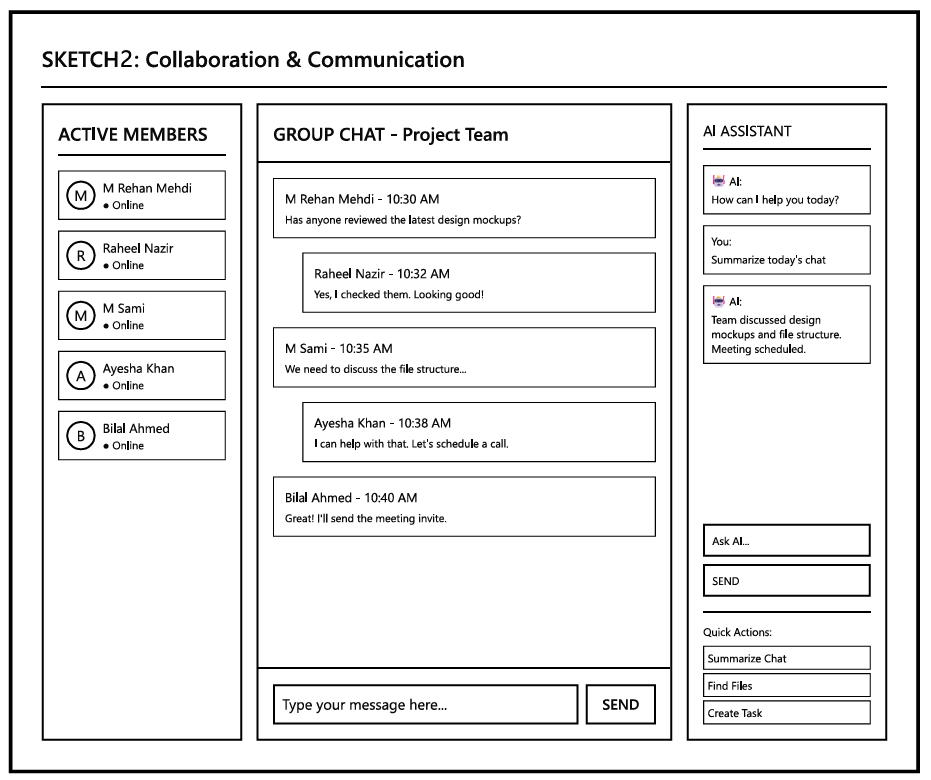 SKETCH2: Collaboration & Communication
ACTIVE MEMBERS
M
M Rehan Mehdi
• Online
R
Raheel Nazir
• Online
M
M Sami
• Online
A
Ayesha Khan
• Online
B
Bilal Ahmed
• Online
GROUP CHAT - Project Team
M Rehan Mehdi - 10:30 AM
Has anyone reviewed the latest design mockups?
Raheel Nazir - 10:32 AM
Yes, I checked them. Looking good!
M Sami - 10:35 AM
We need to discuss the file structure...
Ayesha Khan - 10:38 AM
I can help with that. Let's schedule a call.
Bilal Ahmed - 10:40 AM
Great! I'll send the meeting invite.
Type your message here...
SEND
AI ASSISTANT
AI:
How can I help you today?
You:
Summarize today's chat
AI:
Team discussed design
mockups and file structure.
Meeting scheduled.
Ask AI...
SEND
Quick Actions:
Summarize Chat
Find Files
Create Task